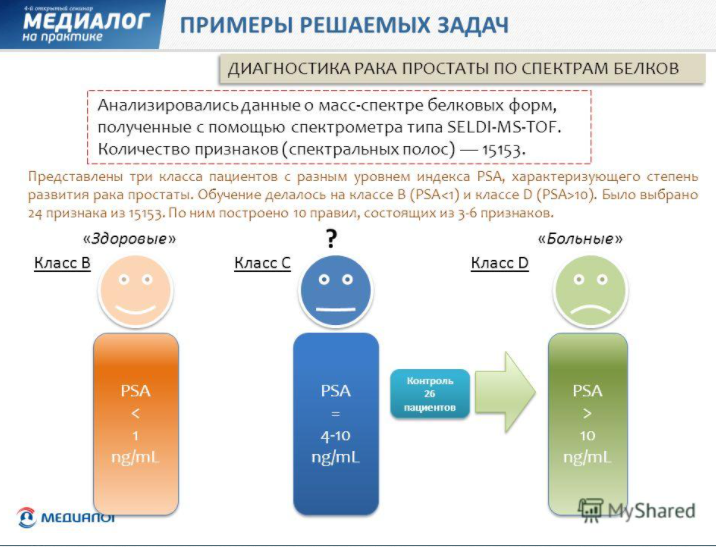 4-й открытый семинар
МЕДИАЛОГ
на практике
ПРИМЕРЫ РЕШАЕМЫХ ЗАДАЧ
ДИАГНОСТИКА РАКА ПРОСТАТЫ ПО СПЕКТРАМ БЕЛКОВ
Анализировались данные о масс-спектре белковых форм,
полученные с помощью спектрометра типа SELDI-MS-TOF.
Количество признаков (спектральных полос) — 15153.
Представлены три класса пациентов с разным уровнем индекса PSA, характеризующего степень
развития рака простаты. Обучение делалось на классе B (PSA<1) и классе D (PSA>10). Было выбрано
24 признака из 15153. По ним построено 10 правил, состоящих из 3-6 признаков.
«Здоровые»
?
«Больные»
Класс B
Класс C
Класс D
PSA
<
1
ng/mL
PSA
=
4-10
ng/mL
Контроль
26
пациентов
PSA
>
10
ng/mL
МЕДИАЛОГ
MyShared